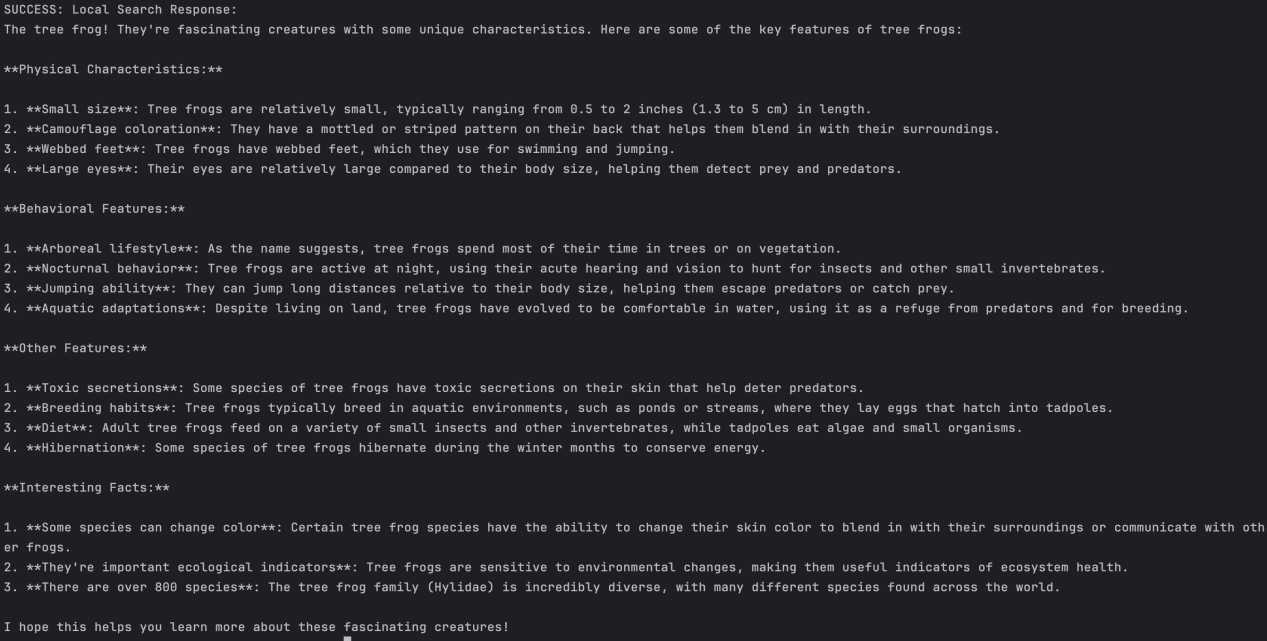 SUCCESS: Local Search Response:
The tree frog! They're fascinating creatures with some unique characteristics. Here are some of the key features of tree frogs:
**Physical Characteristics:**
1. **Small size**: Tree frogs are relatively small, typically ranging from 0.5 to 2 inches (1.3 to 5 cm) in length.
2. **Camouflage coloration**: They have a mottled or striped pattern on their back that helps them blend in with their surroundings.
3. **Webbed feet**: Tree frogs have webbed feet, which they use for swimming and jumping.
4. **Large eyes**: Their eyes are relatively large compared to their body size, helping them detect prey and predators.
**Behavioral Features:**
1. **Arboreal lifestyle**: As the name suggests, tree frogs spend most of their time in trees or on vegetation.
2. **Nocturnal behavior**: Tree frogs are active at night, using their acute hearing and vision to hunt for insects and other small invertebrates.
3. **Jumping ability**: They can jump long distances relative to their body size, helping them escape predators or catch prey.
4. **Aquatic adaptations**: Despite living on land, tree frogs have evolved to be comfortable in water, using it as a refuge from predators and for breeding.
**Other Features:**
1. **Toxic secretions**: Some species of tree frogs have toxic secretions on their skin that help deter predators.
2. **Breeding habits**: Tree frogs typically breed in aquatic environments, such as ponds or streams, where they lay eggs that hatch into tadpoles.
3. **Diet**: Adult tree frogs feed on a variety of small insects and other invertebrates, while tadpoles eat algae and small organisms.
4. **Hibernation**: Some species of tree frogs hibernate during the winter months to conserve energy.
**Interesting Facts:**
1. **Some species can change color**: Certain tree frog species have the ability to change their skin color to blend in with their surroundings or communicate with oth
er frogs.
2. **They're important ecological indicators**: Tree frogs are sensitive to environmental changes, making them useful indicators of ecosystem health.
3. **There are over 800 species**: The tree frog family (Hylidae) is incredibly diverse, with many different species found across the world.
I hope this helps you learn more about these fascinating creatures!